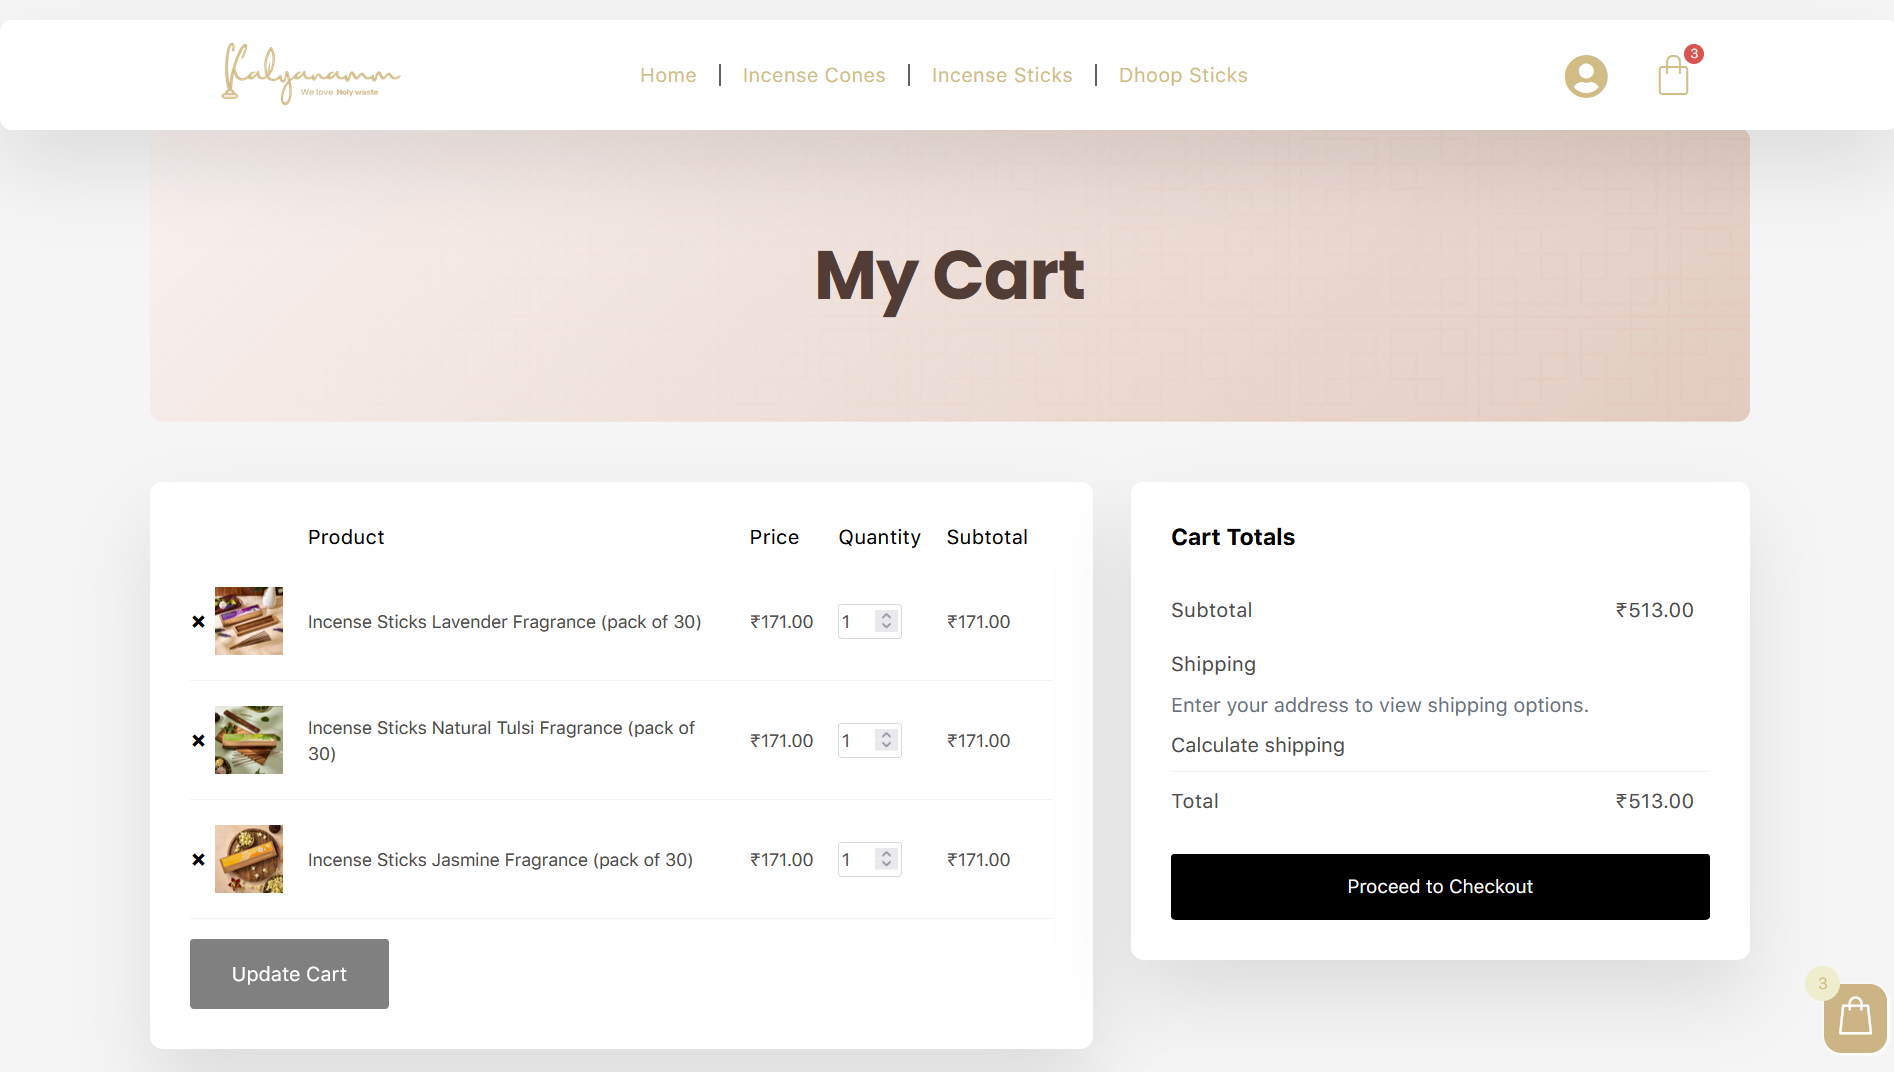 Kalyanamm
We love Holy waste
Home | Incense Cones | Incense Sticks | Dhoop Sticks
3
My Cart
Product Price Quantity Subtotal
× Incense Sticks Lavender Fragrance (pack of 30) ₹171.00 1 ₹171.00
× Incense Sticks Natural Tulsi Fragrance (pack of
30) ₹171.00 1 ₹171.00
× Incense Sticks Jasmine Fragrance (pack of 30) ₹171.00 1 ₹171.00
Update Cart
Cart Totals
Subtotal ₹513.00
Shipping
Enter your address to view shipping options.
Calculate shipping
Total ₹513.00
Proceed to Checkout
3